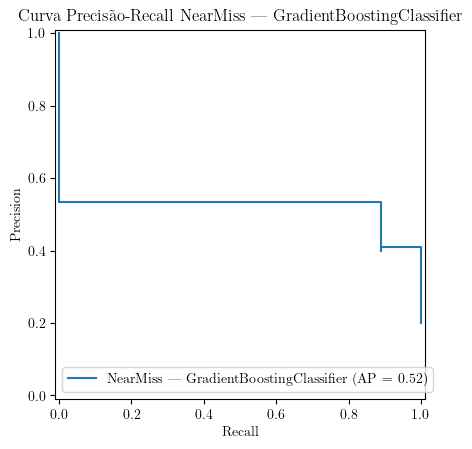 Curva Precisão-Recall NearMiss — GradientBoostingClassifier
1.0
0.8
0.6
0.4
0.2
0.0
Precision
NearMiss — GradientBoostingClassifier (AP = 0.52)
0.0 0.2 0.4 0.6 0.8 1.0
Recall